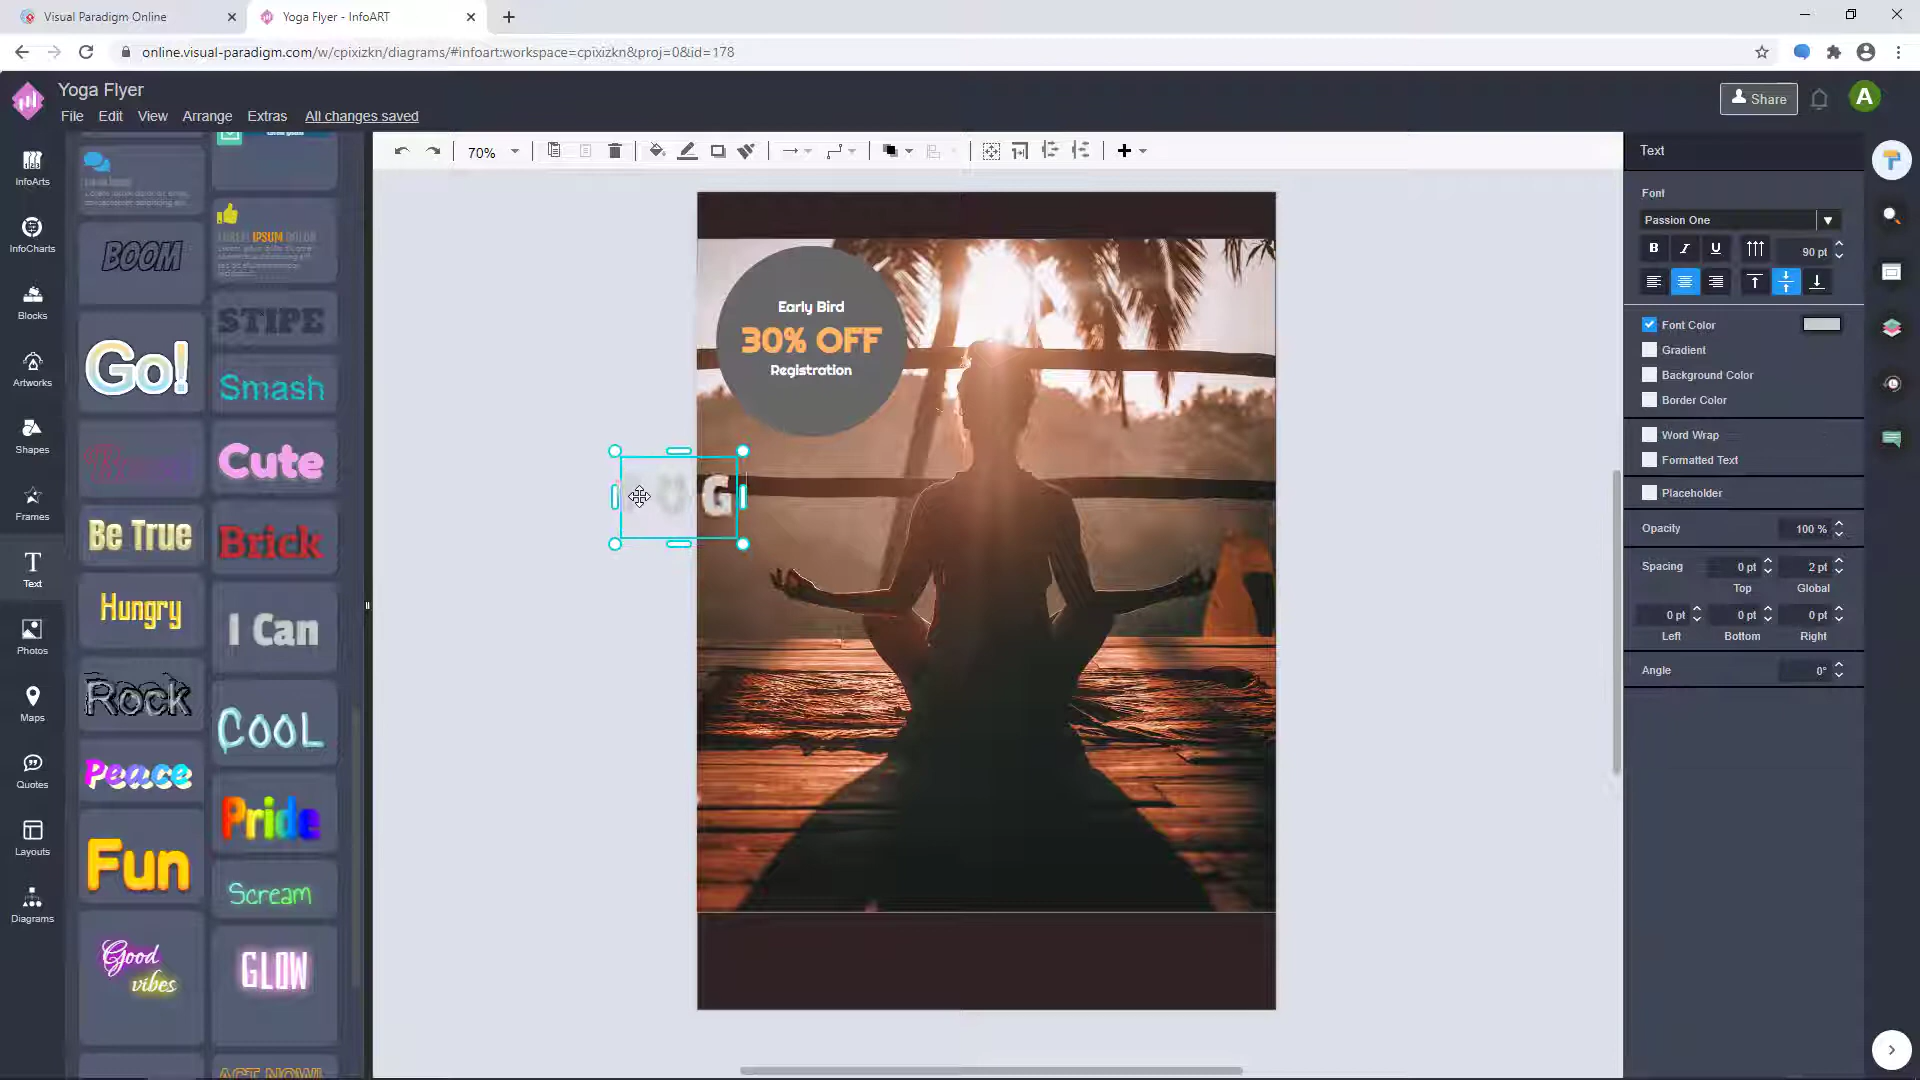 Visual Paradigm Online
Yoga Flyer - InfoART
online.visual-paradigm.com/w/cpixizkn/diagrams/#infoart:workspace=cpixizkn&proj=0&id=178
Yoga Flyer
File Edit View Arrange Extras All changes saved
Share
A
70%
InfoArts
InfoCharts
Blocks
Artworks
Shapes
Frames
Text
Photos
Maps
Quotes
Layouts
Diagrams
LOREM IPSUM DOLOR
BOOM
STIPE
Go!
Smash
Cute
Be True
Brick
Hungry
I Can
Rock
COOL
Peace
Pride
Fun
Scream
Good
vibes
GLOW
ACT NOW!
Early Bird
30% OFF
Registration
G
Text
Font
Passion One
B I U 90 pt
Font Color
Gradient
Background Color
Border Color
Word Wrap
Formatted Text
Placeholder
Opacity 100 %
Spacing 0 pt 2 pt
Top Global
0 pt 0 pt 0 pt
Left Bottom Right
Angle 0°